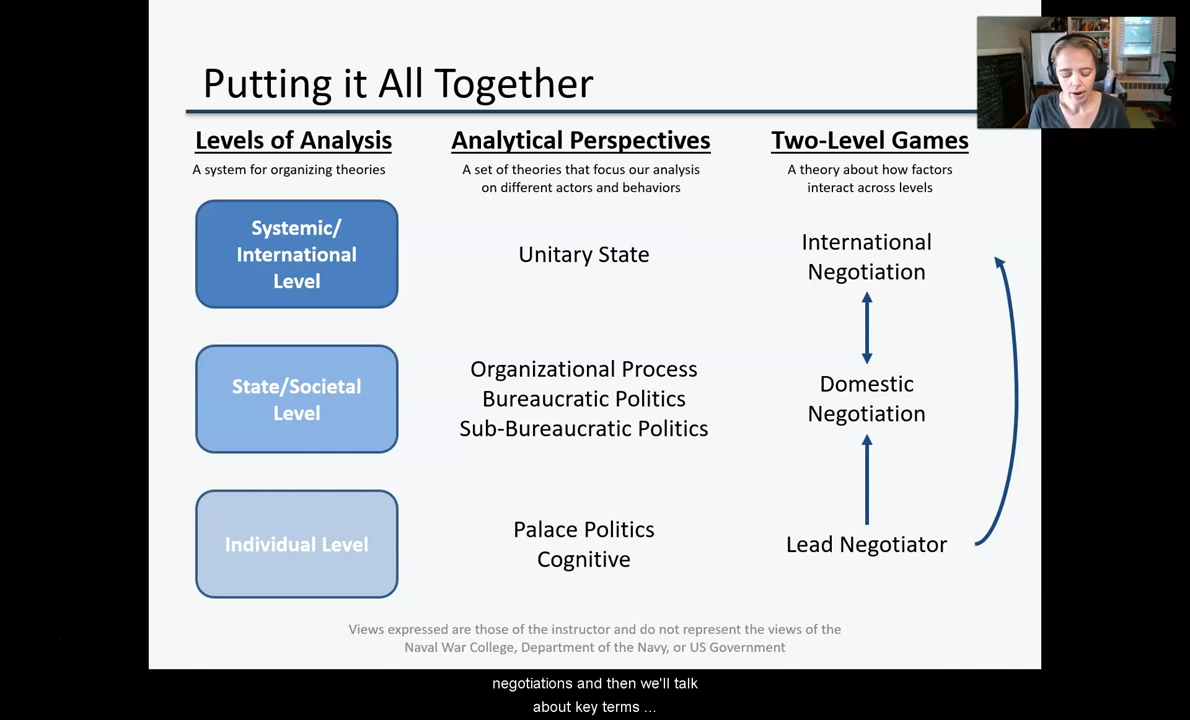 Putting it All Together
Levels of Analysis
A system for organizing theories
Systemic/
International
Level
State/Societal
Level
Individual Level
Analytical Perspectives
A set of theories that focus our analysis
on different actors and behaviors
Unitary State
Organizational Process
Bureaucratic Politics
Sub-Bureaucratic Politics
Palace Politics
Cognitive
Two-Level Games
A theory about how factors
interact across levels
International
Negotiation
Domestic
Negotiation
Lead Negotiator
Views expressed are those of the instructor and do not represent the views of the
Naval War College, Department of the Navy, or US Government
negotiations and then we'll talk
about key terms ...